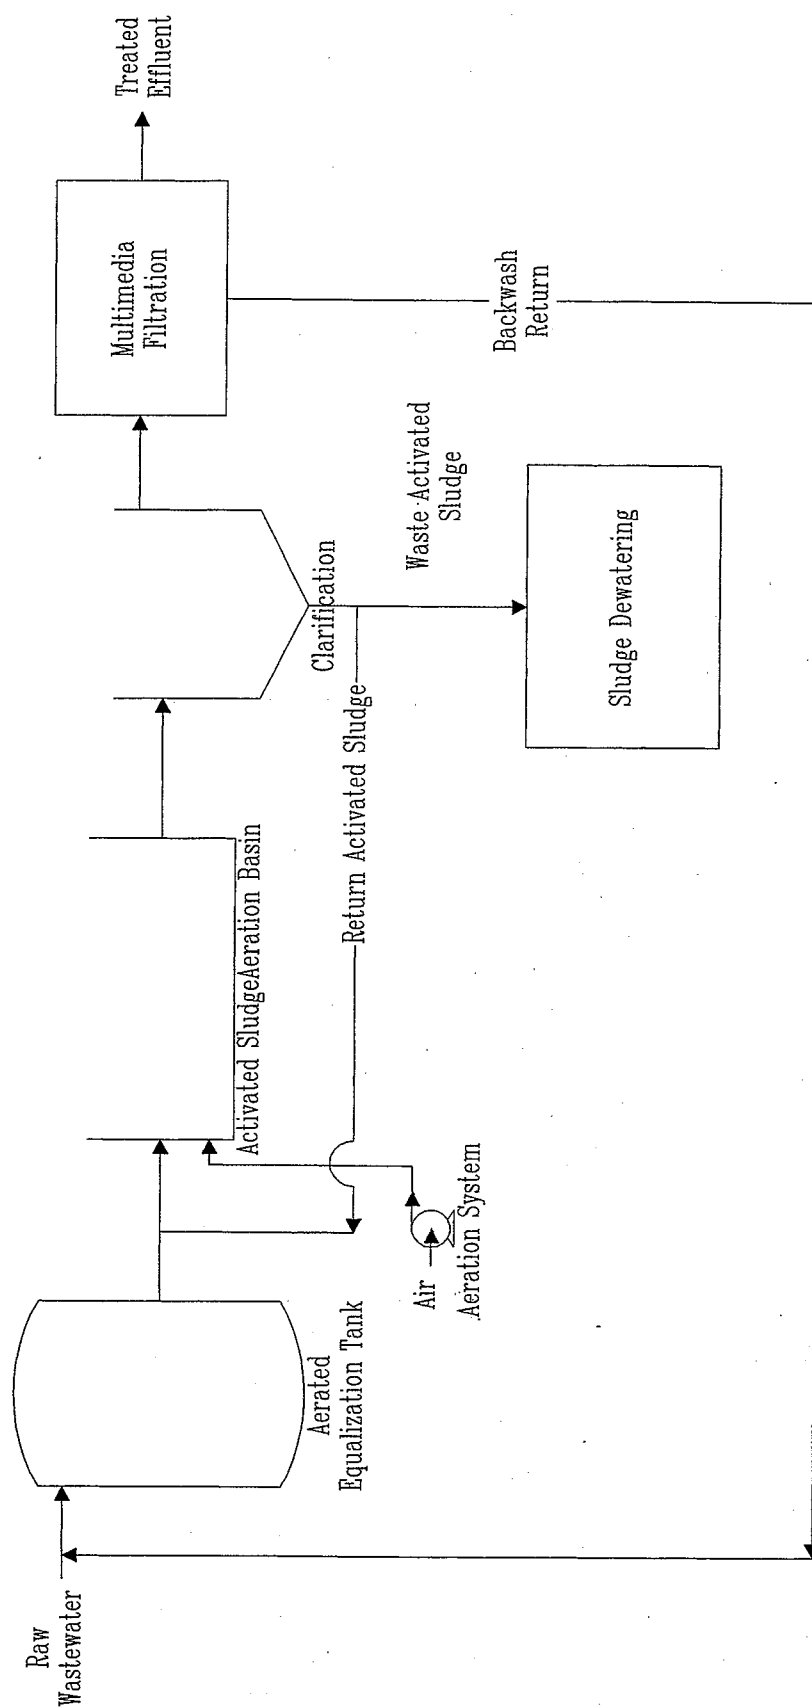 Raw
Wastewater
Aerated
Equalization Tank
Air
Aeration System
Activated SludgeAeration Basin
Return Activated Sludge
Clarification
Waste Activated
Sludge
Sludge Dewatering
Multimedia
Filtration
Backwash
Return
Treated
Effluent